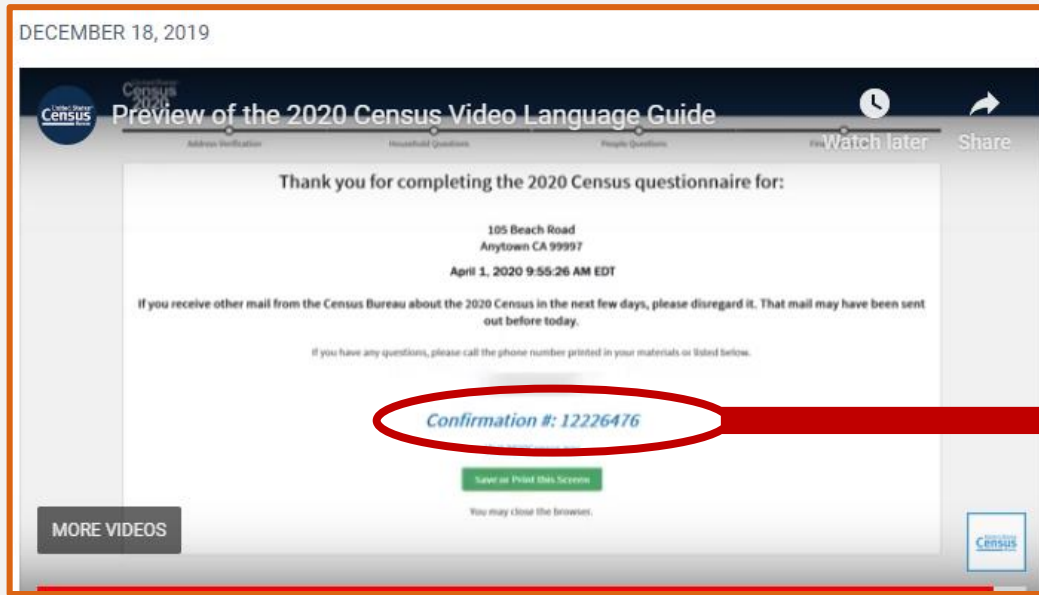 DECEMBER 18, 2019
United States
Census
Bureau
Census
2020
Preview of the 2020 Census Video Language Guide
Watch later
Share
Address Verification
Household Questions
People Questions
Thank you for completing the 2020 Census questionnaire for:
105 Beach Road
Anytown CA 99997
April 1, 2020 9:55:26 AM EDT
If you receive other mail from the Census Bureau about the 2020 Census in the next few days, please disregard it. That mail may have been sent
out before today.
If you have any questions, please call the phone number printed in your materials or listed below.
Confirmation #: 12226476
Save or Print this Screen
You may close the browser.
MORE VIDEOS
Census